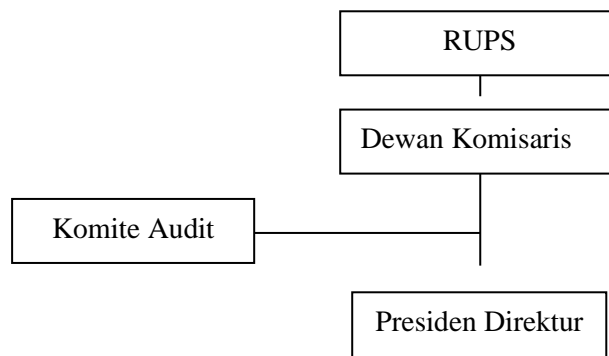 RUPS
Dewan Komisaris
Komite Audit
Presiden Direktur